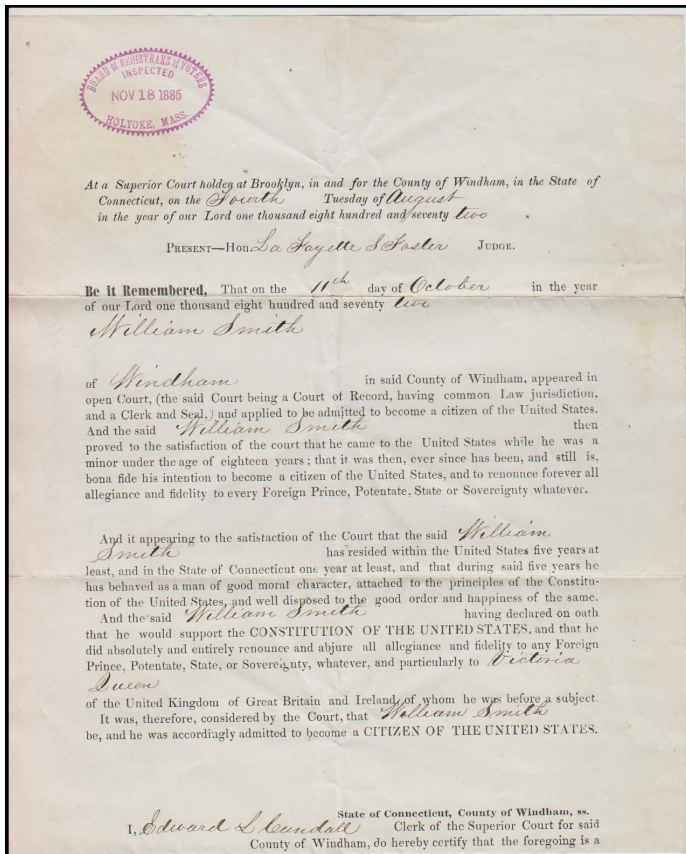 BOARD OF REGISTRARS OF VOTERS
INSPECTED
NOV 18 1885
HOLYOKE, MASS.
At a Superior Court holden at Brooklyn, in and for the County of Windham, in the State of
Connecticut, on the Fourth Tuesday of August
in the year of our Lord one thousand eight hundred and seventy two
PRESENT—HON. La Fayette S Foster JUDGE.
Be it Remembered, That on the 11th day of October in the year
of our Lord one thousand eight hundred and seventy two
William Smith
of Windham in said County of Windham, appeared in
open Court, (the said Court being a Court of Record, having common Law jurisdiction,
and a Clerk and Seal,) and applied to be admitted to become a citizen of the United States.
And the said William Smith then
proved to the satisfaction of the court that he came to the United States while he was a
minor under the age of eighteen years; that it was then, ever since has been, and still is,
bona fide his intention to become a citizen of the United States, and to renounce forever all
allegiance and fidelity to every Foreign Prince, Potentate, State or Sovereignty whatever.
And it appearing to the satisfaction of the Court that the said William
Smith has resided within the United States five years at
least, and in the State of Connecticut one year at least, and that during said five years he
has behaved as a man of good moral character, attached to the principles of the Constitu-
tion of the United States, and well disposed to the good order and happiness of the same.
And the said William Smith having declared on oath
that he would support the CONSTITUTION OF THE UNITED STATES, and that he
did absolutely and entirely renounce and abjure all allegiance and fidelity to any Foreign
Prince, Potentate, State, or Sovereignty, whatever, and particularly to Victoria
Queen
of the United Kingdom of Great Britain and Ireland, of whom he was before a subject.
It was, therefore, considered by the Court, that William Smith
be, and he was accordingly admitted to become a CITIZEN OF THE UNITED STATES.
State of Connecticut, County of Windham, ss.
I, Edward L Cundall Clerk of the Superior Court for said
County of Windham, do hereby certify that the foregoing is a